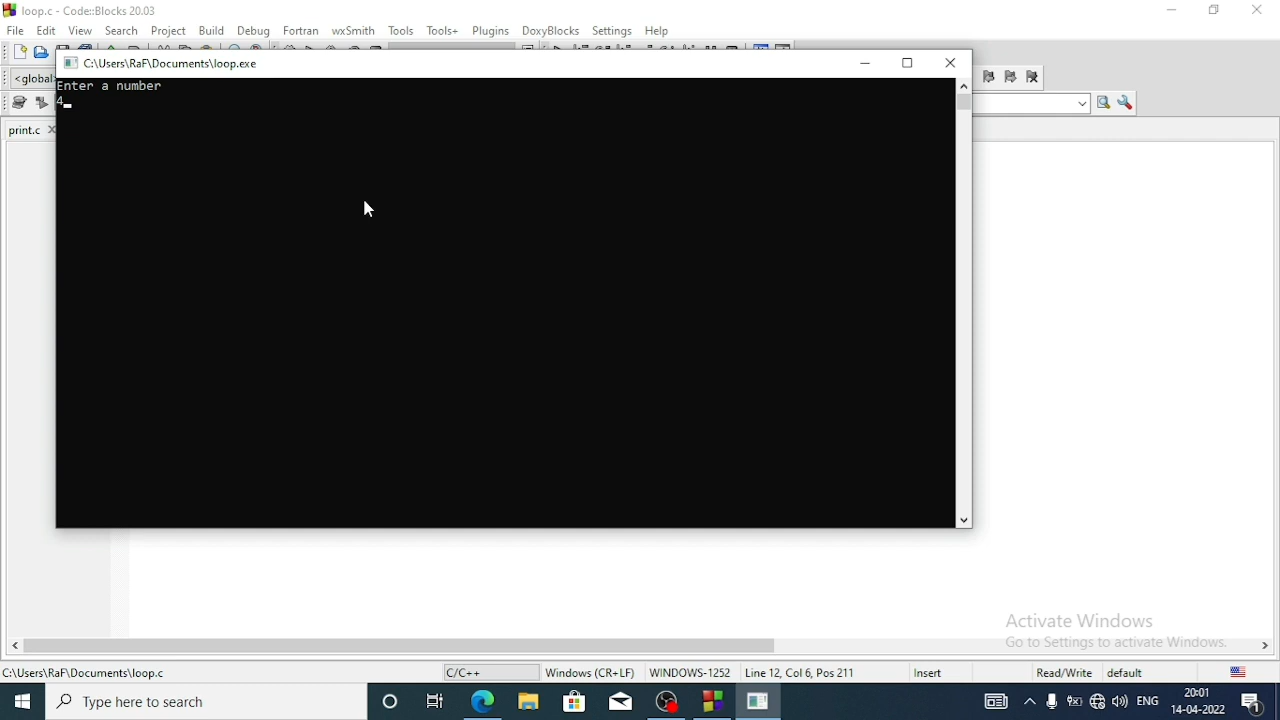 loop.c - Code::Blocks 20.03
File Edit View Search Project Build Debug Fortran wxSmith Tools Tools+ Plugins DoxyBlocks Settings Help
C:\Users\RaF\Documents\loop.exe
<global>
Enter a number
4
print.c
Activate Windows
Go to Settings to activate Windows.
C:\Users\RaF\Documents\loop.c C/C++ Windows (CR+LF) WINDOWS-1252 Line 12, Col 6, Pos 211 Insert Read/Write default
Type here to search
ENG
20:01
14-04-2022
1